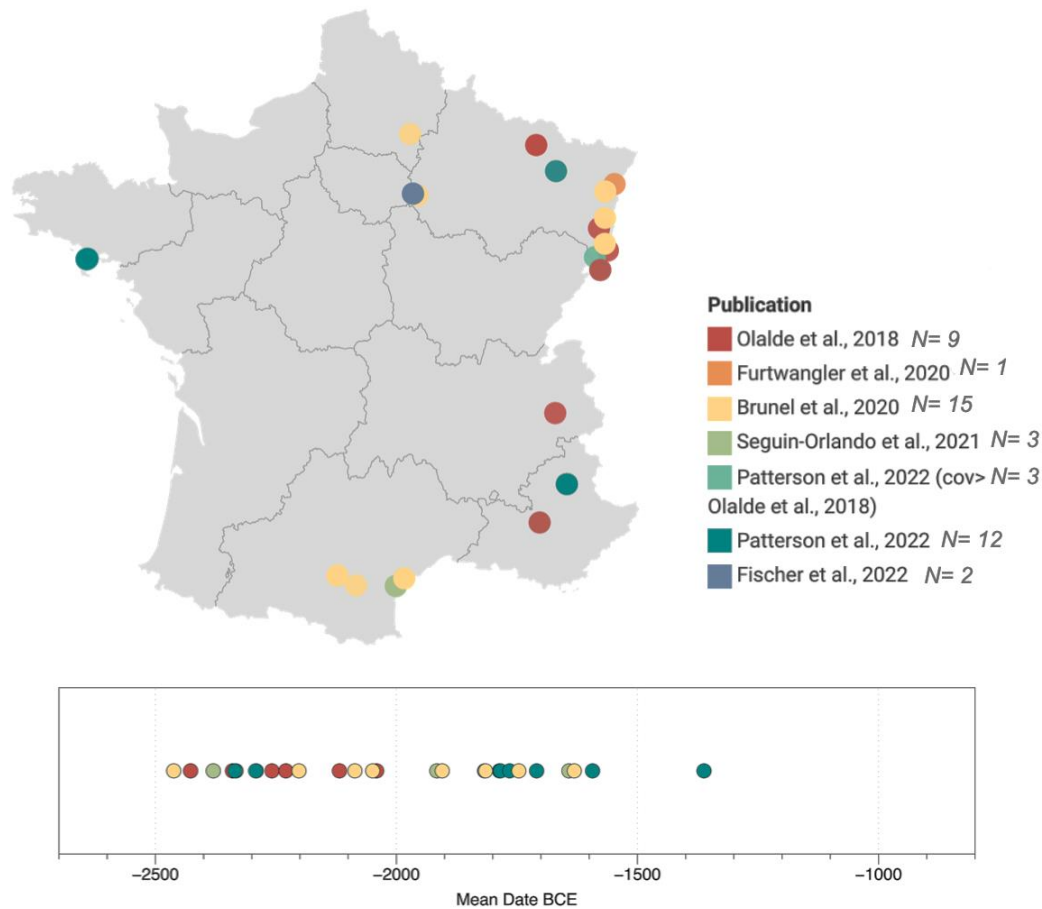 Publication
Olalde et al., 2018 N= 9
Furtwangler et al., 2020 N= 1
Brunel et al., 2020 N= 15
Seguin-Orlando et al., 2021 N= 3
Patterson et al., 2022 (cov> N= 3
Olalde et al., 2018)
Patterson et al., 2022 N= 12
Fischer et al., 2022 N= 2
−2500 −2000 −1500 −1000
Mean Date BCE